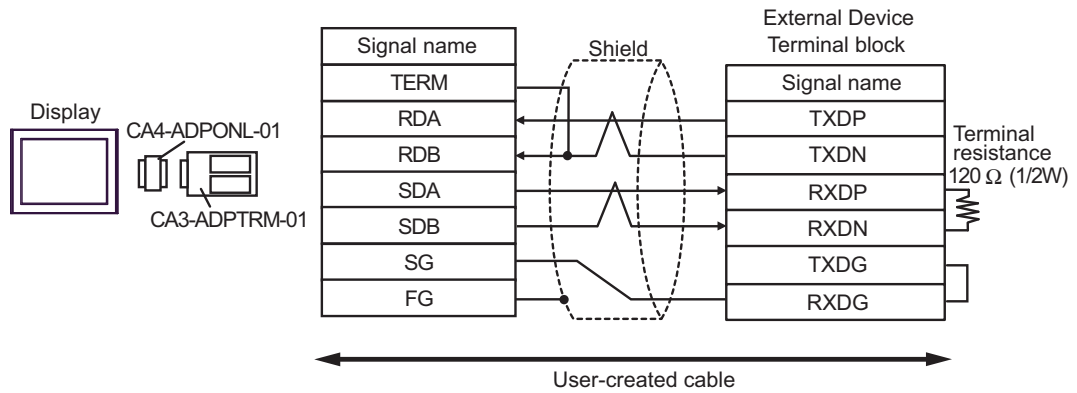 Display
CA4-ADPONL-01
CA3-ADPTRM-01
Signal name
TERM
RDA
RDB
SDA
SDB
SG
FG
Shield
External Device
Terminal block
Signal name
TXDP
TXDN
RXDP
RXDN
TXDG
RXDG
Terminal
resistance
120 Ω (1/2W)
User-created cable